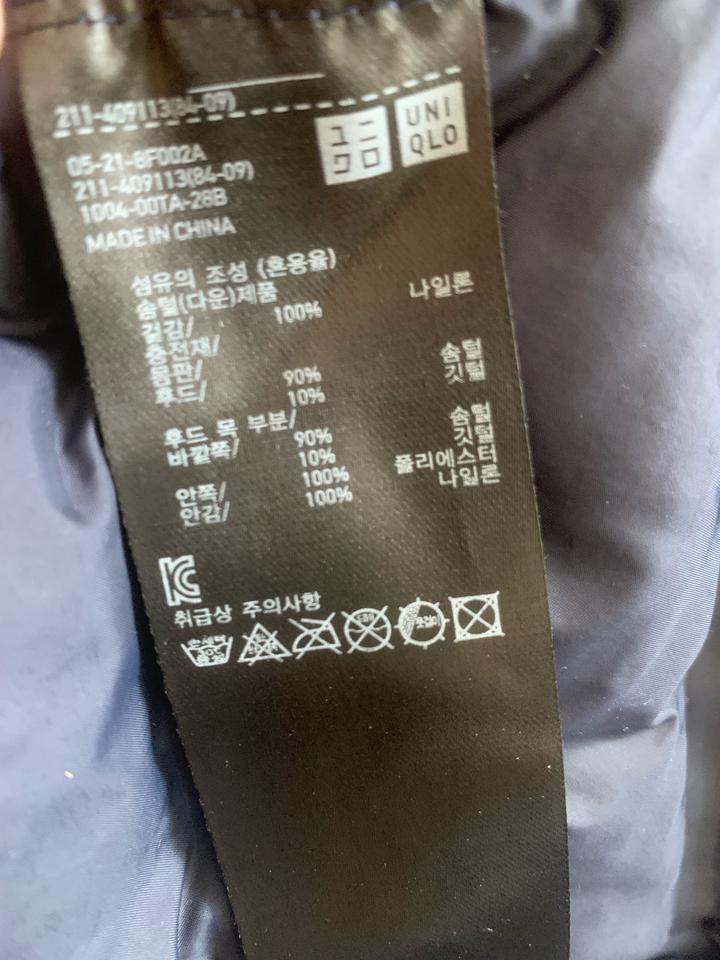 211-409113(84-09)
ユニ
クロ
UNI
QLO
05-21-8F002A
211-409113(84-09)
1004-00TA-28B
MADE IN CHINA
섬유의 조성 (혼용율)
솜털(다운)제품
겉감/ 100% 나일론
충전재/
몸판/ 90% 솜털
후드/ 10% 깃털
후드 목 부분/
바깥쪽/ 90% 솜털
10% 깃털
안쪽/ 100% 폴리에스터
안감/ 100% 나일론
취급상 주의사항
손세탁